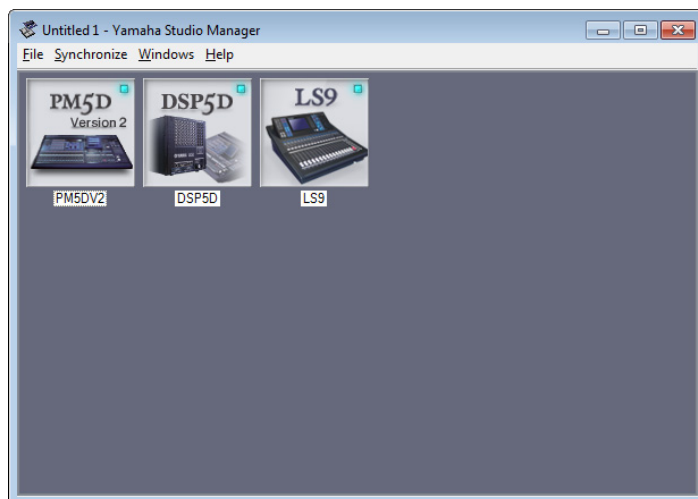 Untitled 1 - Yamaha Studio Manager
File Synchronize Windows Help
PM5D
Version 2
DSP5D
LS9
PM5DV2
DSP5D
LS9